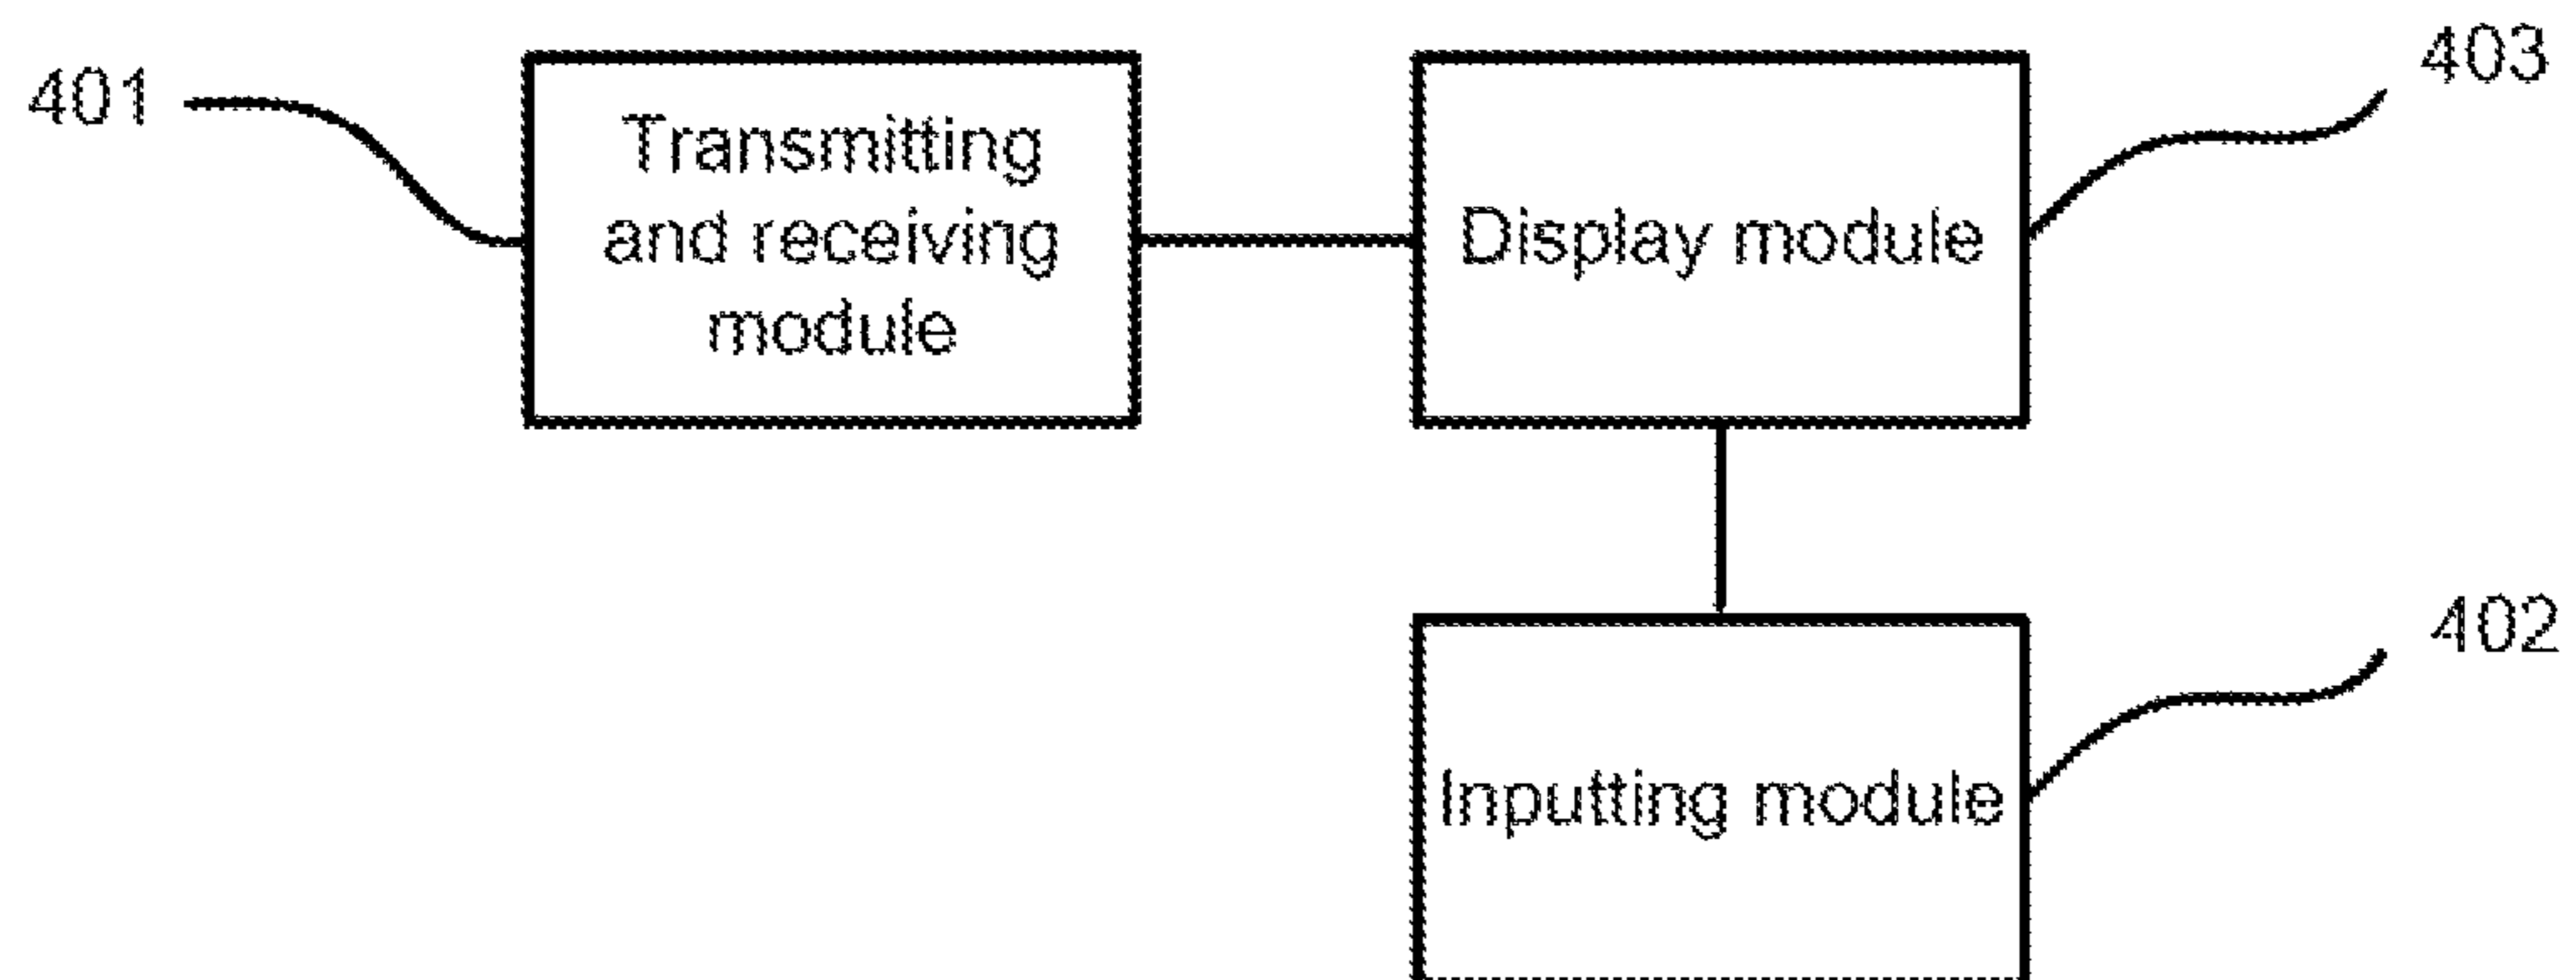 401
Transmitting
and receiving
module
Display module
403
Inputting module
402